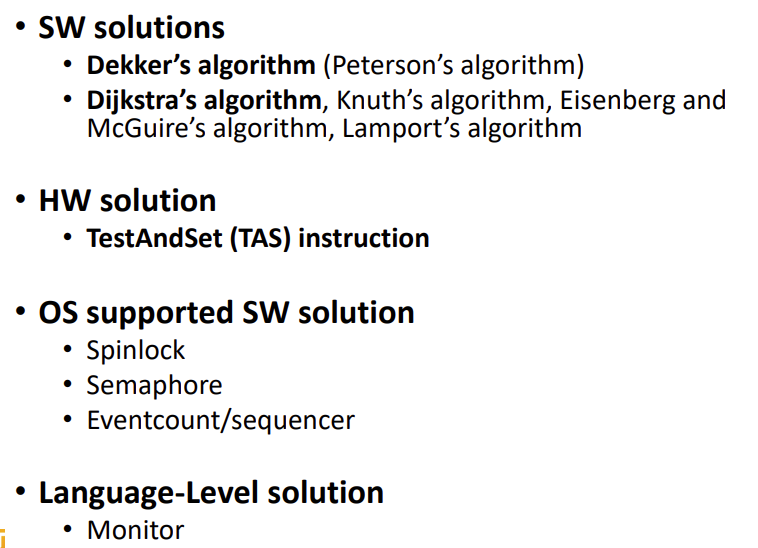 • SW solutions
• Dekker’s algorithm (Peterson’s algorithm)
• Dijkstra’s algorithm, Knuth’s algorithm, Eisenberg and
McGuire’s algorithm, Lamport’s algorithm
• HW solution
• TestAndSet (TAS) instruction
• OS supported SW solution
• Spinlock
• Semaphore
• Eventcount/sequencer
• Language-Level solution
• Monitor